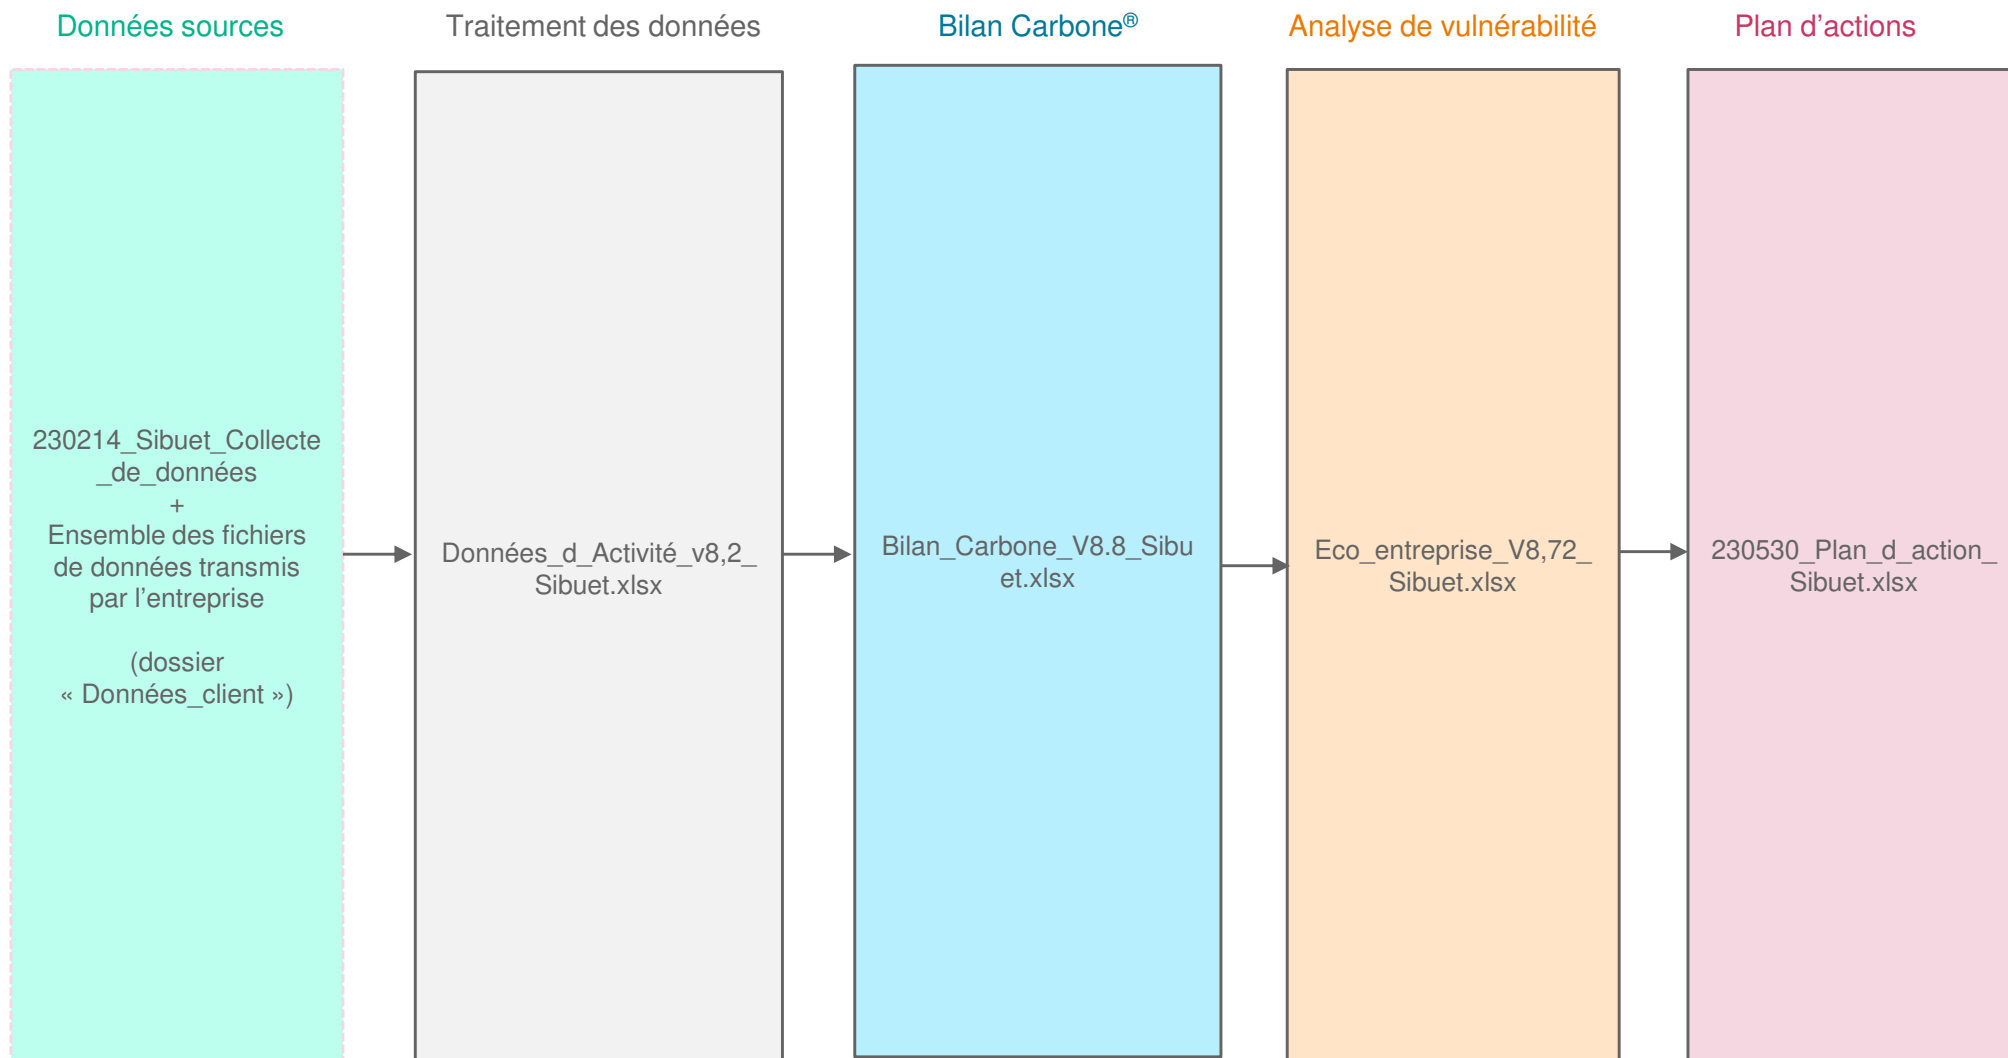 Données sources
Traitement des données
Bilan Carbone®
Analyse de vulnérabilité
Plan d'actions
230214_Sibuet_Collecte
_de_données
+
Ensemble des fichiers
de données transmis
par l'entreprise
(dossier
« Données_client »)
Données_d_Activité_v8,2_
Sibuet.xlsx
Bilan_Carbone_V8.8_Sibu
et.xlsx
Eco_entreprise_V8,72_
Sibuet.xlsx
230530_Plan_d_action_
Sibuet.xlsx